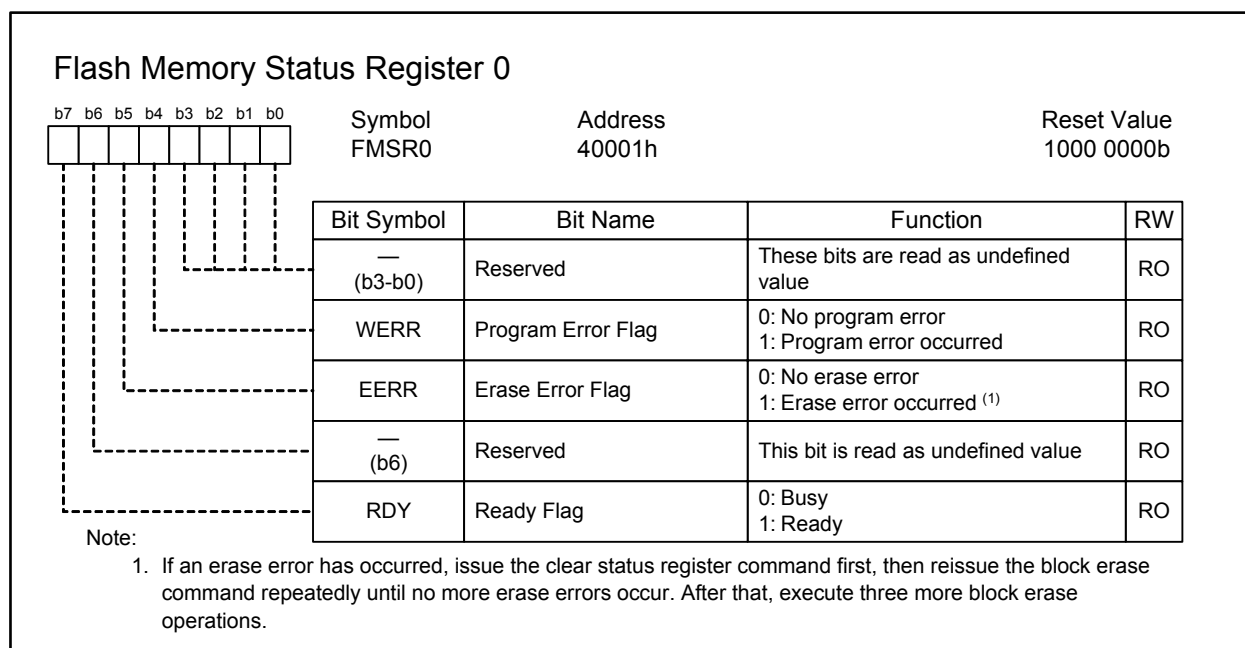 Flash Memory Status Register 0
b7 b6 b5 b4 b3 b2 b1 b0
Symbol Address Reset Value
FMSR0 40001h 1000 0000b
Bit Symbol Bit Name Function RW
— (b3-b0) Reserved These bits are read as undefined value RO
WERR Program Error Flag 0: No program error
1: Program error occurred RO
EERR Erase Error Flag 0: No erase error
1: Erase error occurred (1) RO
— (b6) Reserved This bit is read as undefined value RO
RDY Ready Flag 0: Busy
1: Ready RO
Note:
1. If an erase error has occurred, issue the clear status register command first, then reissue the block erase
command repeatedly until no more erase errors occur. After that, execute three more block erase
operations.